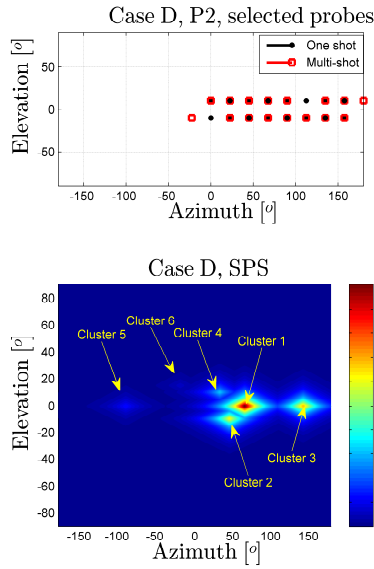 Case D, P2, selected probes
One shot
Multi-shot
Elevation [o]
50
0
-50
-150 -100 -50 0 50 100 150
Azimuth [o]
Case D, SPS
Elevation [o]
80
60
40
20
0
-20
-40
-60
-80
Cluster 6
Cluster 5
Cluster 4
Cluster 1
Cluster 3
Cluster 2
-150 -100 -50 0 50 100 150
Azimuth [o]